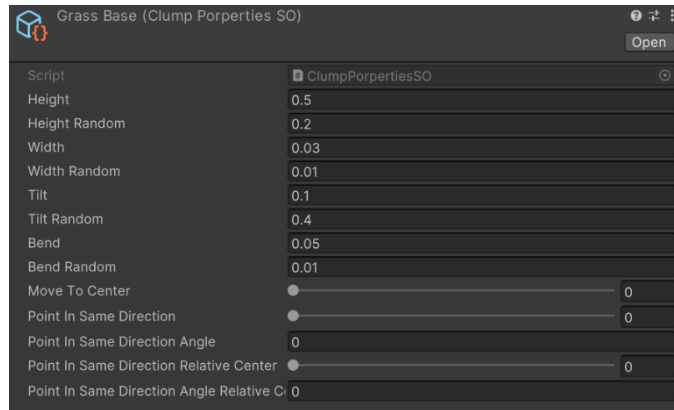 Grass Base (Clump Porperties SO)
Open
Script ClumpPorpertiesSO
Height 0.5
Height Random 0.2
Width 0.03
Width Random 0.01
Tilt 0.1
Tilt Random 0.4
Bend 0.05
Bend Random 0.01
Move To Center 0
Point In Same Direction 0
Point In Same Direction Angle 0
Point In Same Direction Relative Center 0
Point In Same Direction Angle Relative C 0